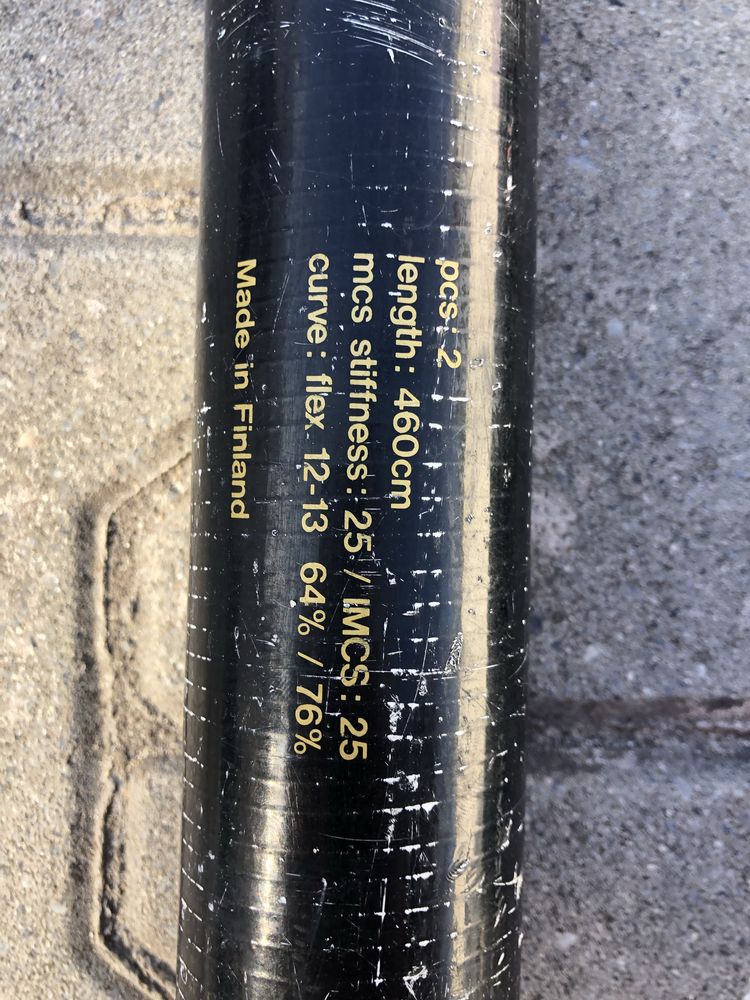 pcs: 2
length: 460cm
mcs stiffness: 25 / IMCS: 25
curve: flex 12-13 64% / 76%
Made in Finland